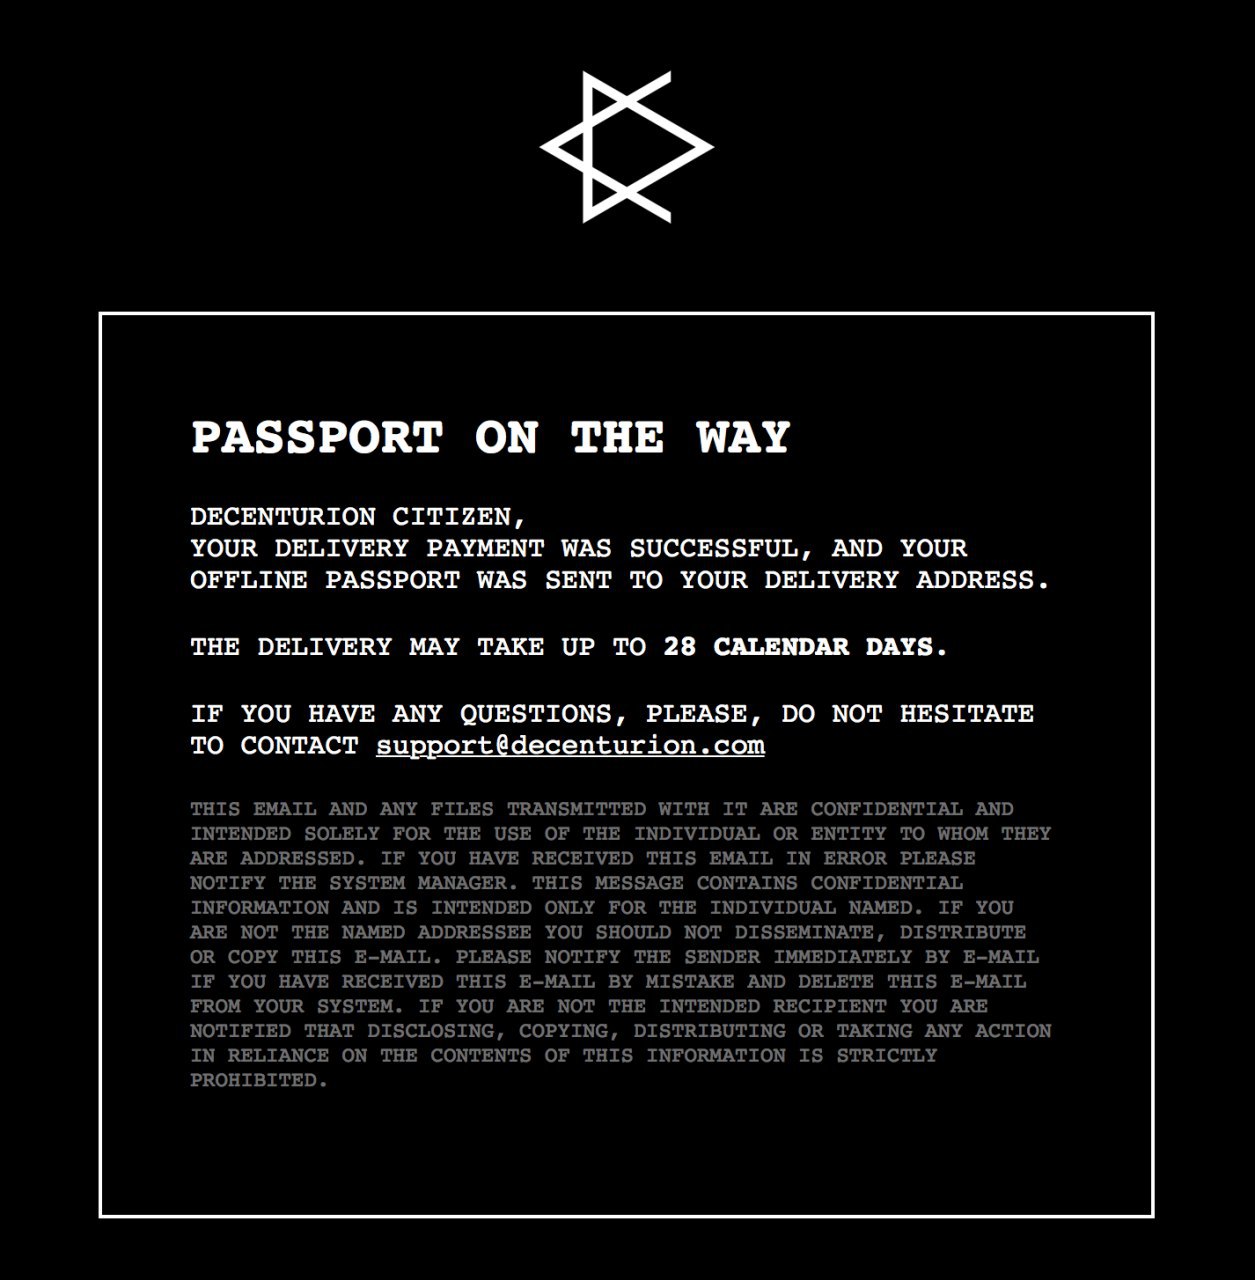 PASSPORT ON THE WAY
DECENTURION CITIZEN,
YOUR DELIVERY PAYMENT WAS SUCCESSFUL, AND YOUR
OFFLINE PASSPORT WAS SENT TO YOUR DELIVERY ADDRESS.
THE DELIVERY MAY TAKE UP TO 28 CALENDAR DAYS.
IF YOU HAVE ANY QUESTIONS, PLEASE, DO NOT HESITATE
TO CONTACT support@decenturion.com
THIS EMAIL AND ANY FILES TRANSMITTED WITH IT ARE CONFIDENTIAL AND
INTENDED SOLELY FOR THE USE OF THE INDIVIDUAL OR ENTITY TO WHOM THEY
ARE ADDRESSED. IF YOU HAVE RECEIVED THIS EMAIL IN ERROR PLEASE
NOTIFY THE SYSTEM MANAGER. THIS MESSAGE CONTAINS CONFIDENTIAL
INFORMATION AND IS INTENDED ONLY FOR THE INDIVIDUAL NAMED. IF YOU
ARE NOT THE NAMED ADDRESSEE YOU SHOULD NOT DISSEMINATE, DISTRIBUTE
OR COPY THIS E-MAIL. PLEASE NOTIFY THE SENDER IMMEDIATELY BY E-MAIL
IF YOU HAVE RECEIVED THIS E-MAIL BY MISTAKE AND DELETE THIS E-MAIL
FROM YOUR SYSTEM. IF YOU ARE NOT THE INTENDED RECIPIENT YOU ARE
NOTIFIED THAT DISCLOSING, COPYING, DISTRIBUTING OR TAKING ANY ACTION
IN RELIANCE ON THE CONTENTS OF THIS INFORMATION IS STRICTLY
PROHIBITED.